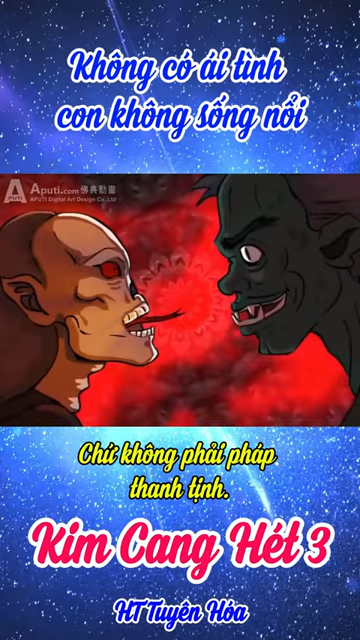 Không có ái tình
con không sống nổi
Aputi.com 佛典動畫
APUTI
APUTI Digital Art Design Co.,Ltd
Chứ không phải pháp
thanh tịnh.
Kim Cang Hét 3
HT Tuyên Hóa